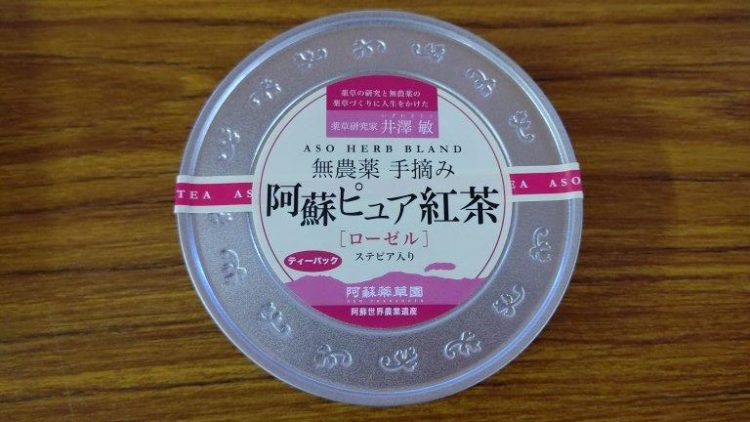 薬草の研究と無農薬の
薬草づくりに人生をかけた
薬草研究家 井澤 敏
ASO HERB BLAND
無農薬 手摘み
TEA
阿蘇ピュア紅茶
ASO
[ローゼル]
ティーパック
ステビア入り
阿蘇薬草園
阿蘇世界農業遺産